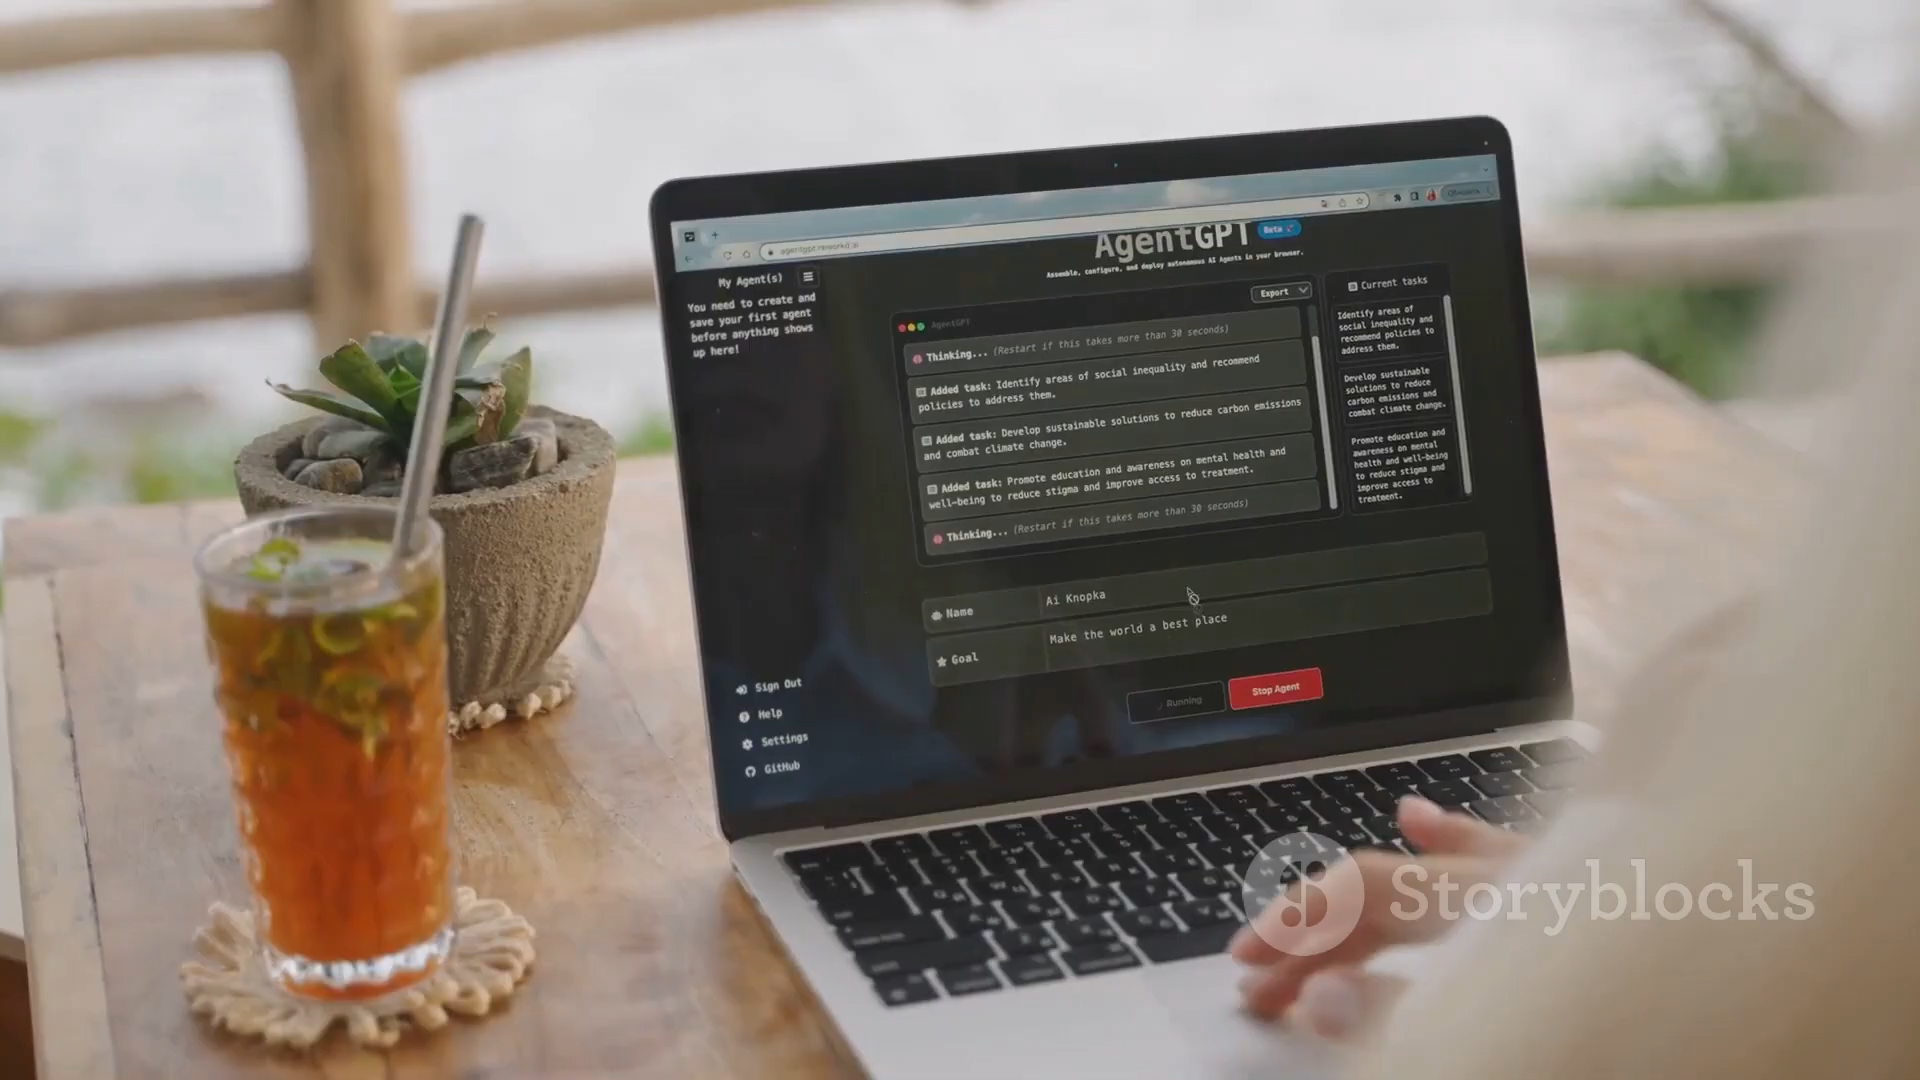 agentgpt.reworkd.ai
AgentGPT Beta
Assemble, configure, and deploy autonomous AI Agents in your browser.
My Agent(s)
You need to create and
save your first agent
before anything shows
up here!
Sign Out
Help
Settings
GitHub
AgentGPT
Export
Thinking... (Restart if this takes more than 30 seconds)
Added task: Identify areas of social inequality and recommend
policies to address them.
Added task: Develop sustainable solutions to reduce carbon emissions
and combat climate change.
Added task: Promote education and awareness on mental health and
well-being to reduce stigma and improve access to treatment.
Thinking... (Restart if this takes more than 30 seconds)
Current tasks
Identify areas of
social inequality and
recommend policies to
address them.
Develop sustainable
solutions to reduce
carbon emissions and
combat climate change.
Promote education and
awareness on mental
health and well-being
to reduce stigma and
improve access to
treatment.
Name
Ai Knopka
Goal
Make the world a best place
Running
Stop Agent
Storyblocks